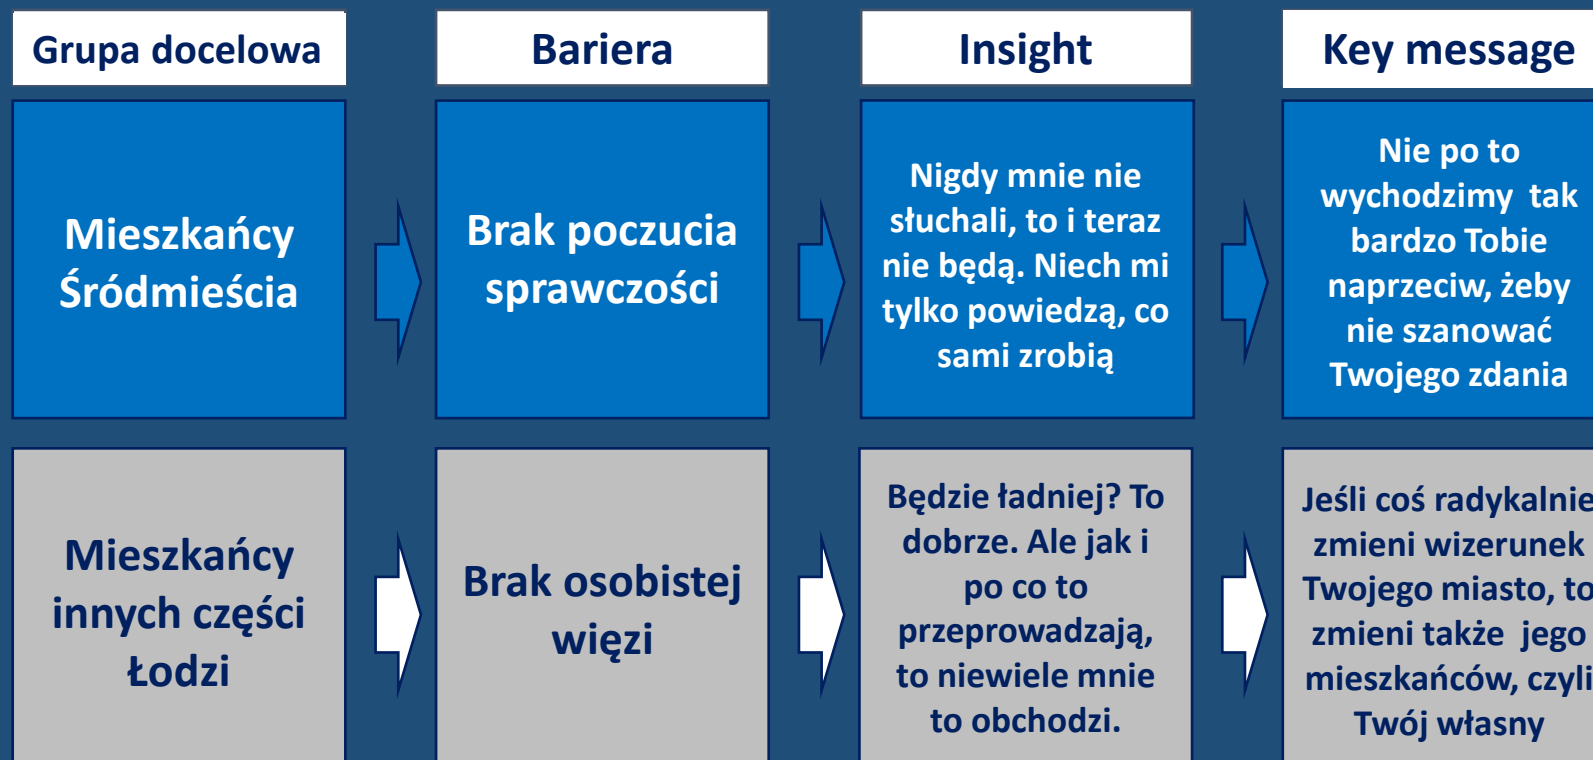 Grupa docelowa
Bariera
Insight
Key message
Mieszkańcy
Śródmieścia
Brak poczucia
sprawczości
Nigdy mnie nie
słuchali, to i teraz
nie będą. Niech mi
tylko powiedzą, co
sami zrobią
Nie po to
wychodzimy tak
bardzo Tobie
naprzeciw, żeby
nie szanować
Twojego zdania
Mieszkańcy
innych części
Łodzi
Brak osobistej
więzi
Będzie ładniej? To
dobrze. Ale jak i
po co to
przeprowadzają,
to niewiele mnie
to obchodzi.
Jeśli coś radykalnie
zmieni wizerunek
Twojego miasto, to
zmieni także jego
mieszkańców, czyli
Twój własny